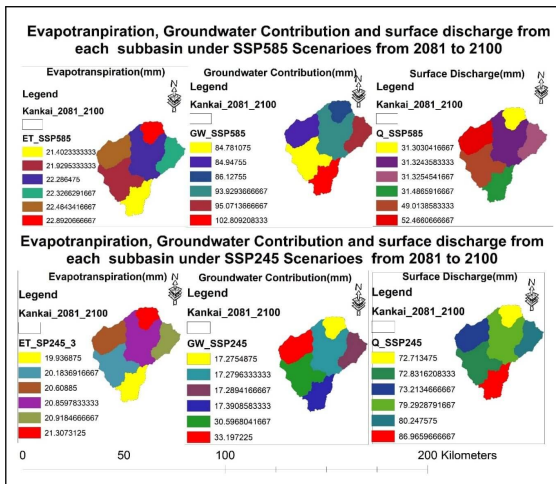 Evapotranpiration, Groundwater Contribution and surface discharge from
each subbasin under SSP585 Scenarioes from 2081 to 2100
Evapotranspiration(mm)
Legend
Kankai_2081_2100
ET_SSP585
21.4023333333
21.9295333333
22.286475
22.3266291667
22.4643416667
22.8920666667
N
Groundwater Contribution(mm)
Legend
Kankai_2081_2100
GW_SSP585
84.781075
84.94755
86.12755
93.9293666667
95.0713666667
102.809208333
N
Surface Discharge(mm)
Legend
Kankai_2081_2100
Q_SSP585
31.3030416667
31.3243583333
31.3254541667
31.4865916667
49.0138583333
52.4660666667
N
Evapotranpiration, Groundwater Contribution and surface discharge from
each subbasin under SSP245 Scenarioes from 2081 to 2100
Evapotranspiration(mm)
Legend
Kankai_2081_2100
ET_SP245_3
19.936875
20.1836916667
20.60885
20.8597833333
20.9184666667
21.3073125
N
Groundwater Contribution(mm)
Legend
Kankai_2081_2100
GW_SSP245
17.2754875
17.2796333333
17.2894166667
17.3908583333
30.5968041667
33.197225
N
Surface Discharge(mm)
Legend
Kankai_2081_2100
Q_SSP245
72.713475
72.8316208333
73.2134666667
79.2928791667
80.247575
86.9659666667
N
0 50 100 200 Kilometers